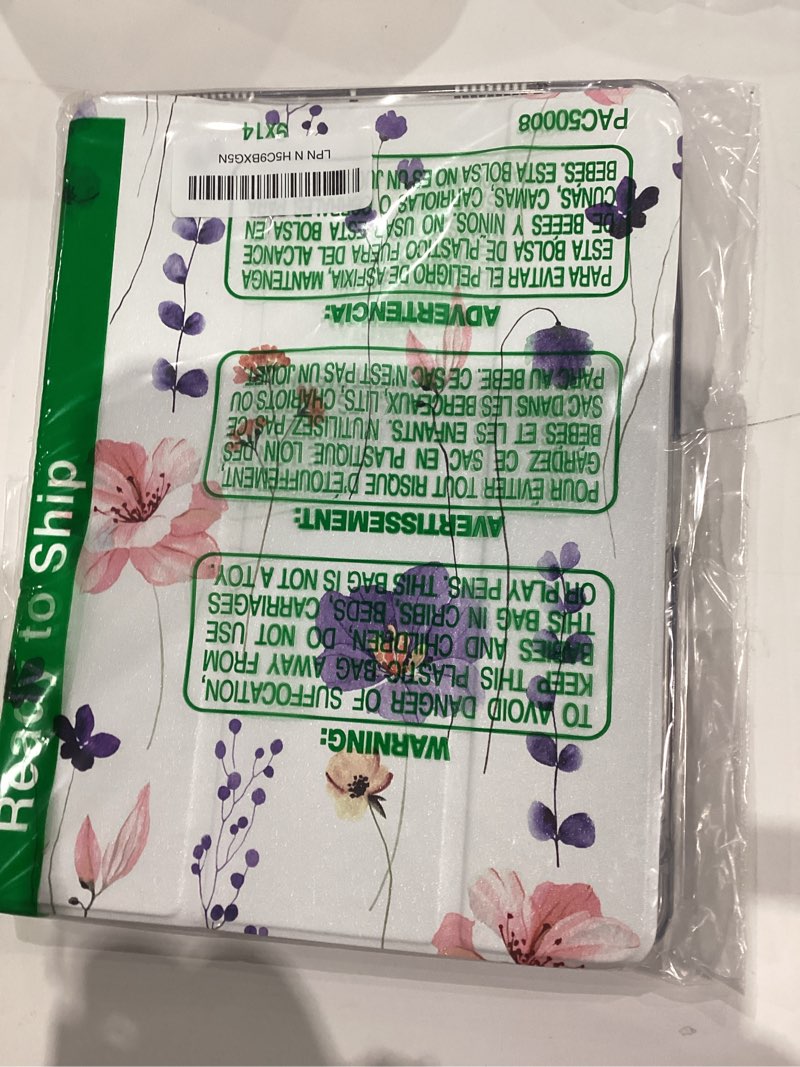 Ready to Ship
WARNING:
TO AVOID DANGER OF SUFFOCATION,
KEEP THIS PLASTIC BAG AWAY FROM
BABIES AND CHILDREN, DO NOT USE
THIS BAG IN CRIBS, BEDS, CARRIAGES
OR PLAY PENS. THIS BAG IS NOT A TOY.
AVERTISSEMENT:
POUR ÉVITER TOUT RISQUE D'ÉTOUFFEMENT,
GARDEZ CE SAC EN PLASTIQUE LOIN DES
BÉBÉS ET LES ENFANTS. N'UTILISEZ PAS CE
SAC DANS LES BERCEAUX, LITS, CHARIOTS OU
PARC AU BEBE. CE SAC N'EST PAS UN JOUET.
ADVERTENCIA:
PARA EVITAR EL PELIGRO DE ASFIXIA, MANTENGA
ESTA BOLSA DE PLASTICO FUERA DEL ALCANCE
DE BEBES Y NINOS; NO USAR ESTA BOLSA EN
CUNAS, CAMAS, CARRIOLAS O
BEBES. ESTA BOLSA NO ES UN JU
PAC50008 9X14
LPN N H5C9BXG5N